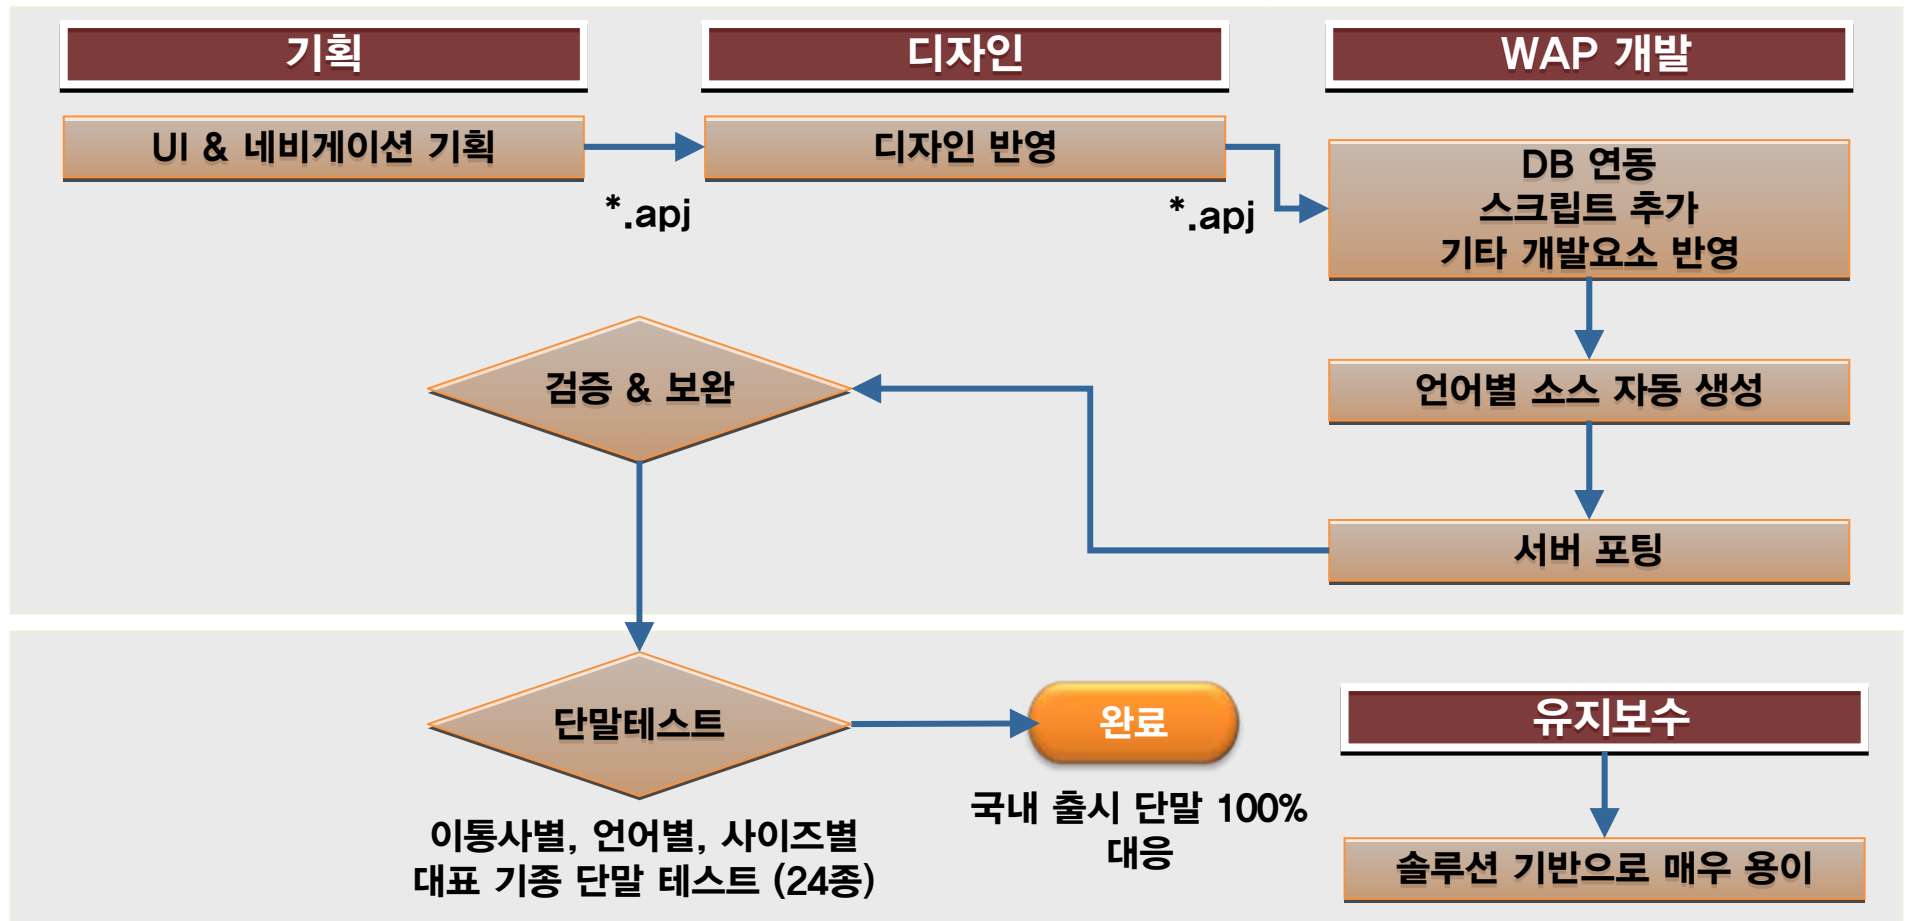 기획
디자인
WAP 개발
UI & 네비게이션 기획
디자인 반영
*.apj
*.apj
DB 연동
스크립트 추가
기타 개발요소 반영
검증 & 보완
언어별 소스 자동 생성
서버 포팅
단말테스트
완료
유지보수
이통사별, 언어별, 사이즈별
대표 기종 단말 테스트 (24종)
국내 출시 단말 100%
대응
솔루션 기반으로 매우 용이